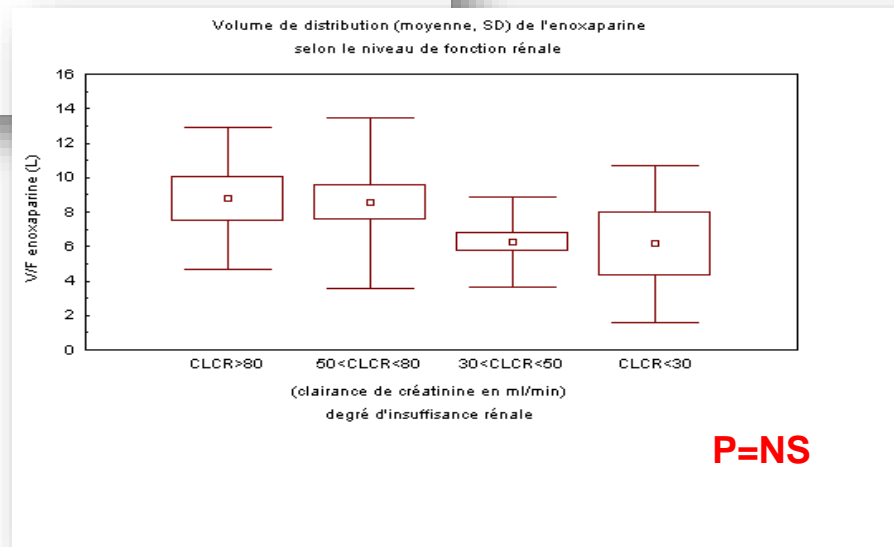 Volume de distribution (moyenne, SD) de l'enoxaparine
selon le niveau de fonction rénale
V/F enoxaparine (L)
16
14
12
10
8
6
4
2
0
CLCR>80 50<CLCR<80 30<CLCR<50 CLCR<30
(clairance de créatinine en ml/min)
degré d'insuffisance rénale
P=NS